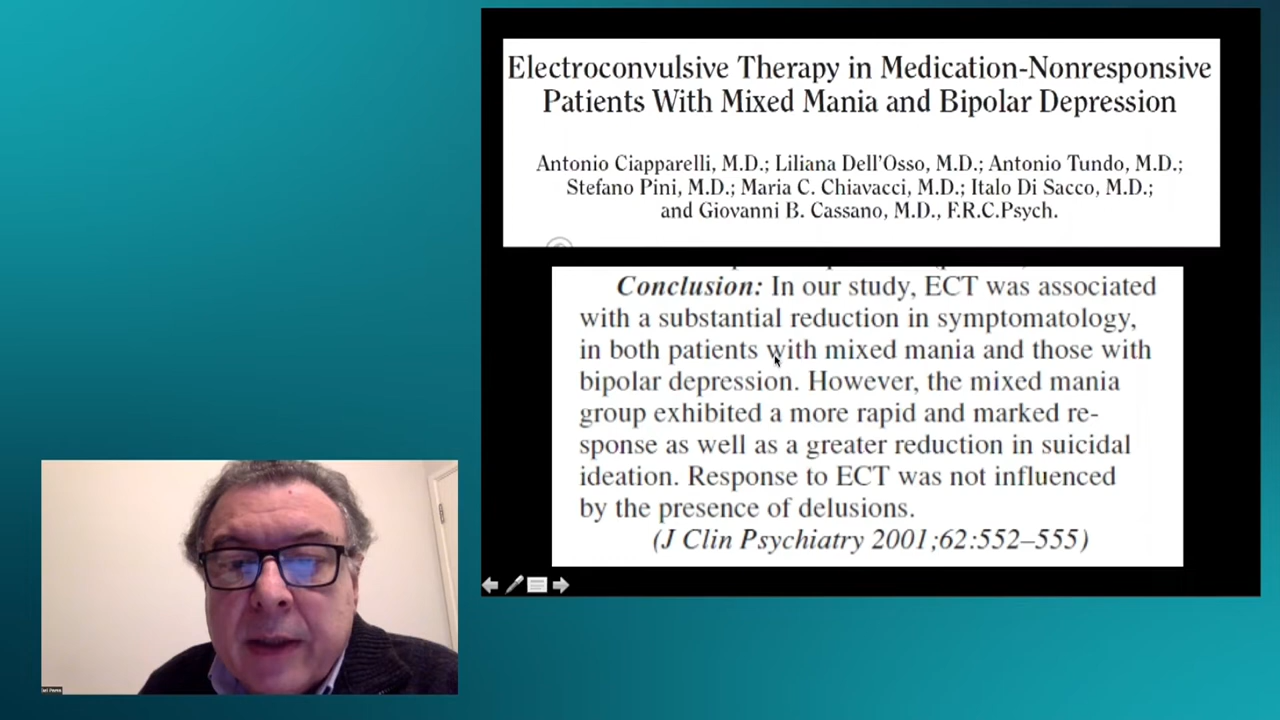 Electroconvulsive Therapy in Medication-Nonresponsive
Patients With Mixed Mania and Bipolar Depression
Antonio Ciapparelli, M.D.; Liliana Dell'Osso, M.D.; Antonio Tundo, M.D.;
Stefano Pini, M.D.; Maria C. Chiavacci, M.D.; Italo Di Sacco, M.D.;
and Giovanni B. Cassano, M.D., F.R.C.Psych.
Conclusion: In our study, ECT was associated
with a substantial reduction in symptomatology,
in both patients with mixed mania and those with
bipolar depression. However, the mixed mania
group exhibited a more rapid and marked re-
sponse as well as a greater reduction in suicidal
ideation. Response to ECT was not influenced
by the presence of delusions.
(J Clin Psychiatry 2001;62:552–555)